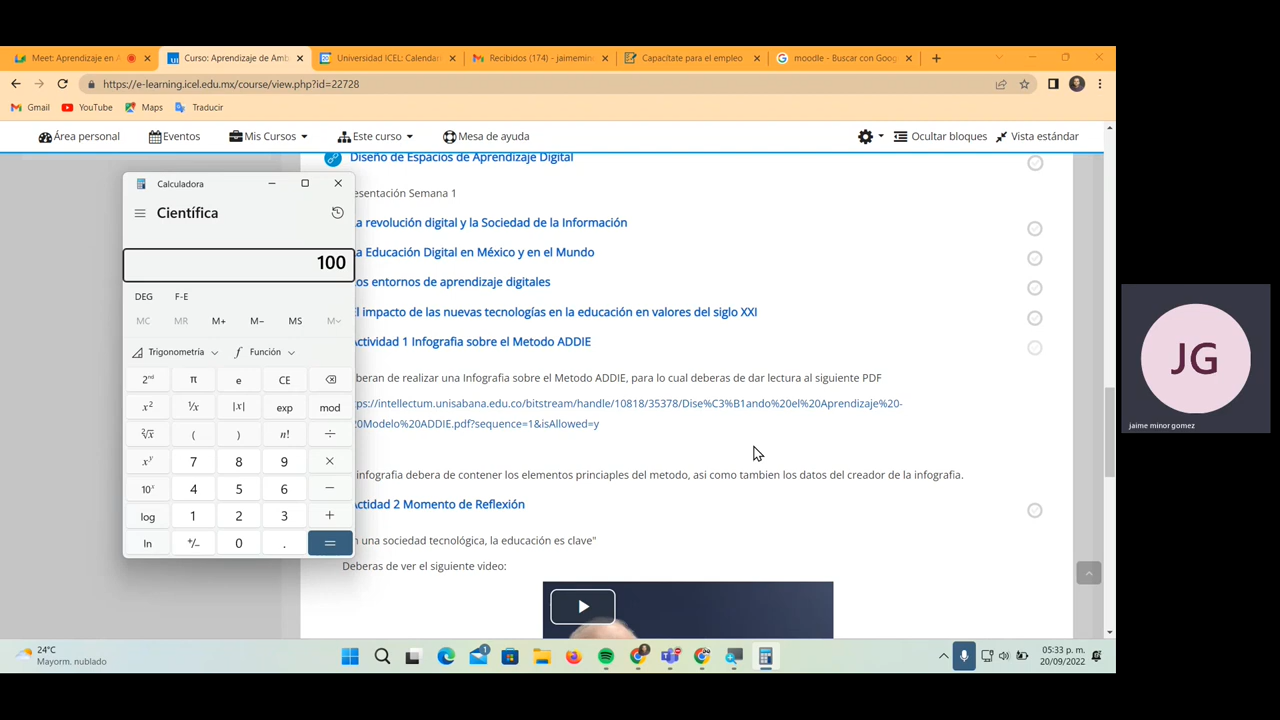 Meet: Aprendizaje en A
Curso: Aprendizaje de Amb
Universidad ICEL: Calendari
Recibidos (174) - jaimemin
Capacítate para el empleo
moodle - Buscar con Goog
https://e-learning.icel.edu.mx/course/view.php?id=22728
Gmail
YouTube
Maps
Traducir
Área personal
Eventos
Mis Cursos
Este curso
Mesa de ayuda
Ocultar bloques
Vista estándar
Diseño de Espacios de Aprendizaje Digital
esentación Semana 1
a revolución digital y la Sociedad de la Información
a Educación Digital en México y en el Mundo
os entornos de aprendizaje digitales
l impacto de las nuevas tecnologías en la educación en valores del siglo XXI
ctividad 1 Infografia sobre el Metodo ADDIE
eberan de realizar una Infografia sobre el Metodo ADDIE, para lo cual deberas de dar lectura al siguiente PDF
ps://intellectum.unisabana.edu.co/bitstream/handle/10818/35378/Dise%C3%B1ando%20el%20Aprendizaje%20-
20Modelo%20ADDIE.pdf?sequence=1&isAllowed=y
infografia debera de contener los elementos princiaples del metodo, asi como tambien los datos del creador de la infografia.
ctidad 2 Momento de Reflexión
n una sociedad tecnológica, la educación es clave"
Deberas de ver el siguiente video:
Calculadora
Científica
100
DEG F-E
MC MR M+ M− MS M
Trigonometría Función
2ⁿᵈ π e CE
x² ¹/x |x| exp mod
²√x ( ) n! ÷
xʸ 7 8 9 ×
10ˣ 4 5 6 −
log 1 2 3 +
ln +/− 0 . =
JG
jaime minor gomez
24°C
Mayorm. nublado
1
05:33 p. m.
20/09/2022